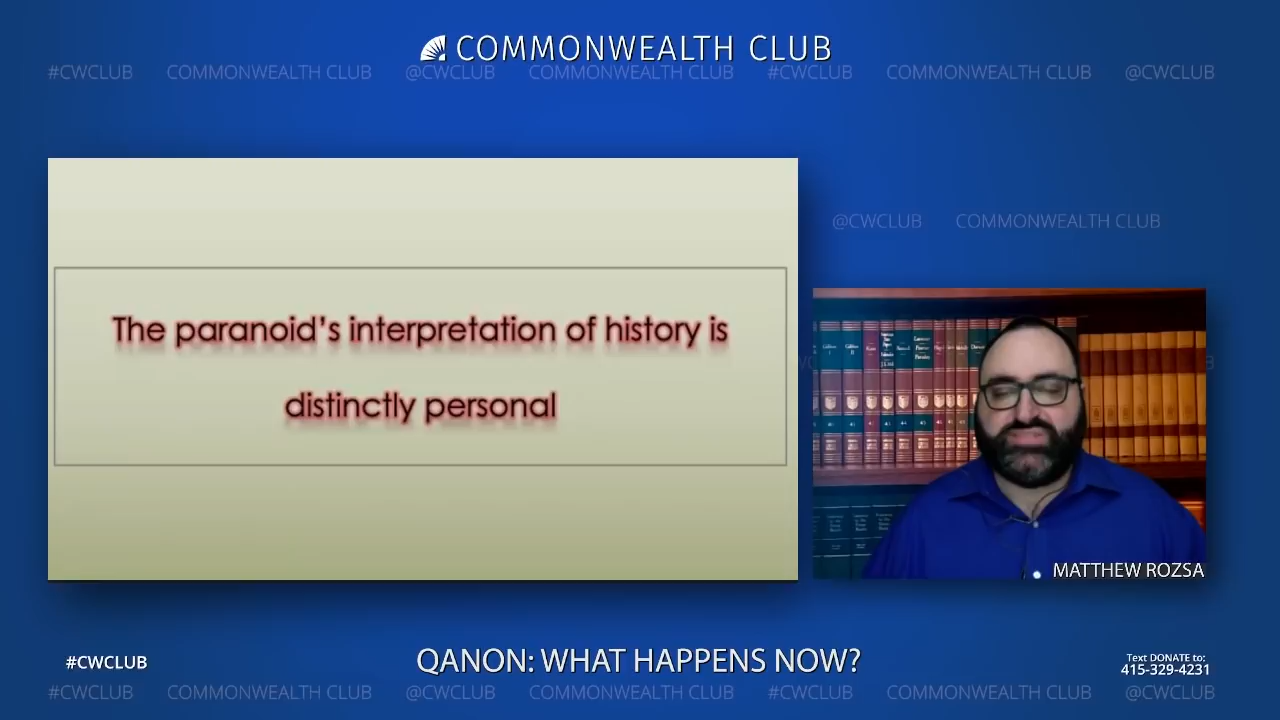 COMMONWEALTH CLUB
#CWCLUB COMMONWEALTH CLUB @CWCLUB COMMONWEALTH CLUB #CWCLUB COMMONWEALTH CLUB @CWCLUB
@CWCLUB COMMONWEALTH CLUB
The paranoid's interpretation of history is
distinctly personal
MATTHEW ROZSA
QANON: WHAT HAPPENS NOW?
#CWCLUB
Text DONATE to:
415-329-4231
#CWCLUB COMMONWEALTH CLUB @CWCLUB COMMONWEALTH CLUB #CWCLUB COMMONWEALTH CLUB @CWCLUB